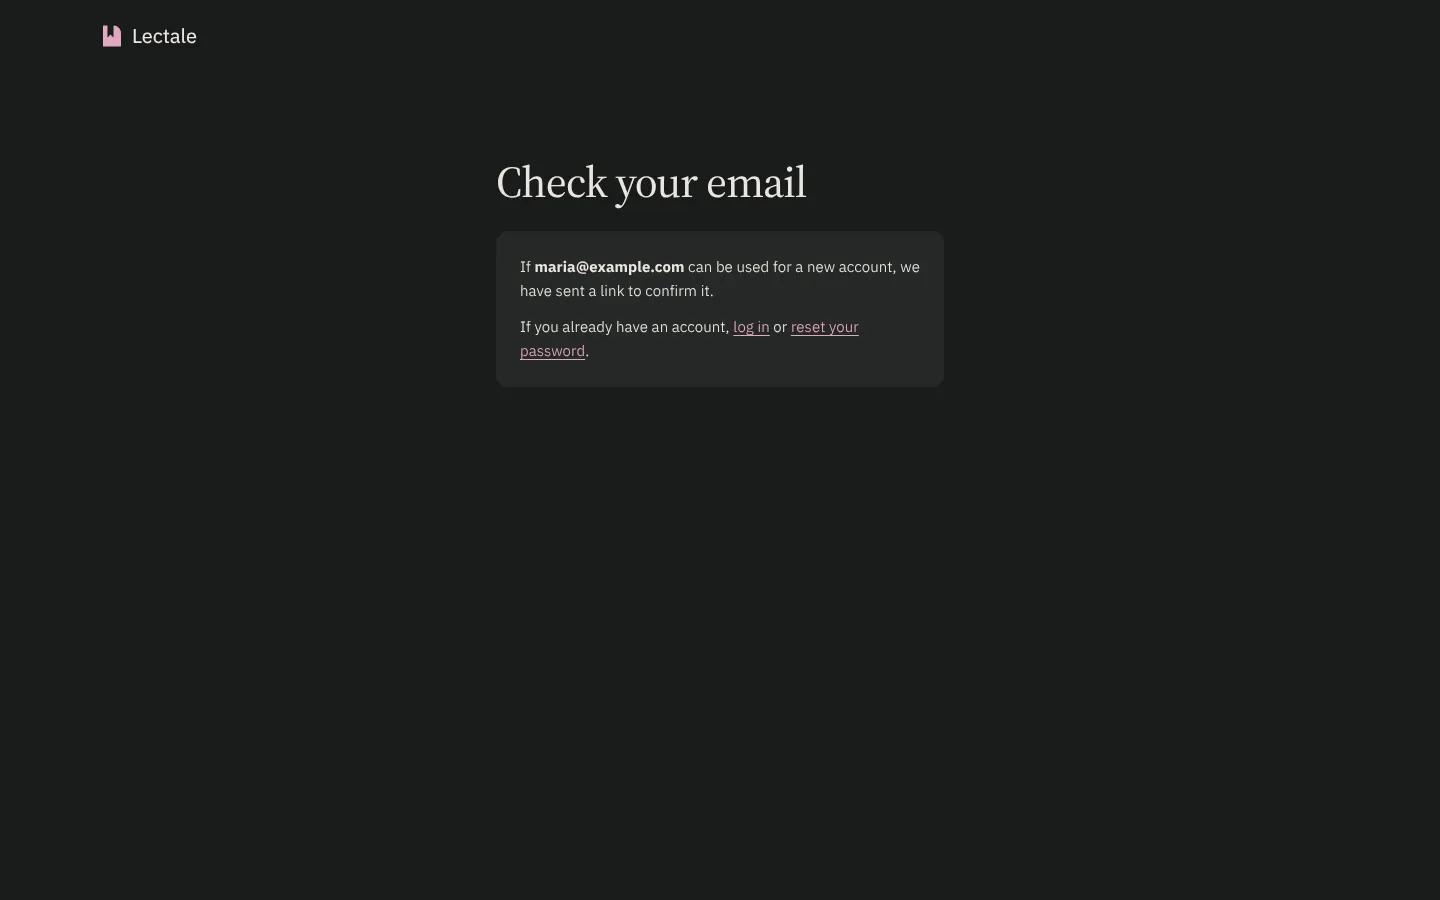 Lectale
Check your email
If maria@example.com can be used for a new account, we
have sent a link to confirm it.
If you already have an account, log in or reset your
password.